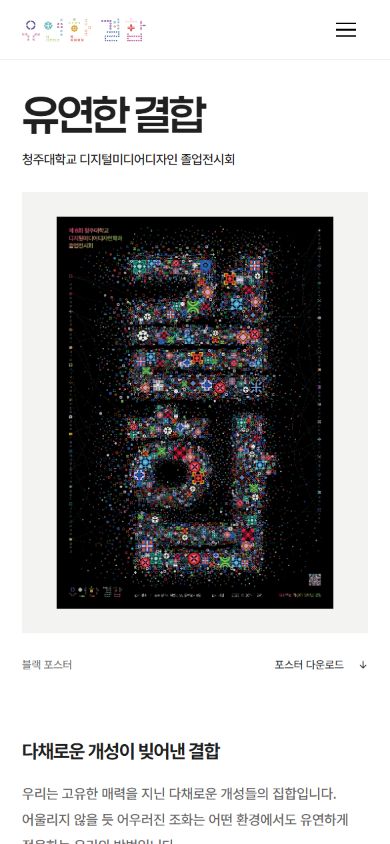 유연한 결합
유연한 결합
청주대학교 디지털미디어디자인 졸업전시회
제 6회 청주대학교
디지털미디어디자인학과
졸업전시회
블랙 포스터
포스터 다운로드 ↓
다채로운 개성이 빚어낸 결합
우리는 고유한 매력을 지닌 다채로운 개성들의 집합입니다.
어울리지 않을 듯 어우러진 조화는 어떤 환경에서도 유연하게